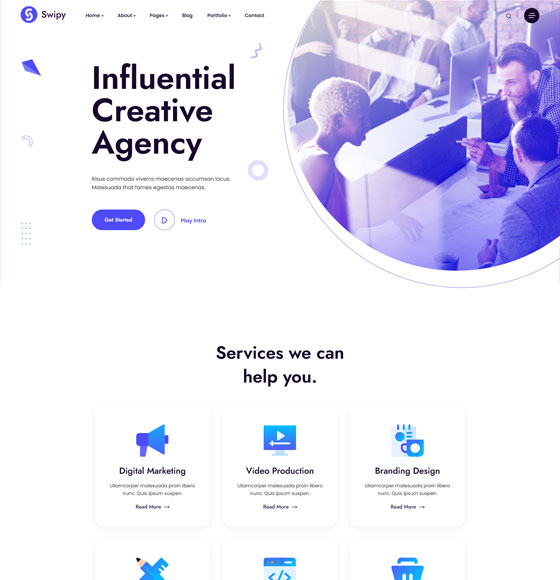 Swipy
Home +
About +
Pages +
Blog
Portfolio +
Contact
Influential
Creative
Agency
Risus commodo viverra maecenas accumsan lacus.
Malesuada that fames egestas maecenas.
Get Started
Play Intro
Services we can
help you.
Digital Marketing
Ullamcorper malesuada proin libero
nunc. Quis ipsum suspen.
Read More →
Video Production
Ullamcorper malesuada proin libero
nunc. Quis ipsum suspen.
Read More →
Branding Design
Ullamcorper malesuada proin libero
nunc. Quis ipsum suspen.
Read More →